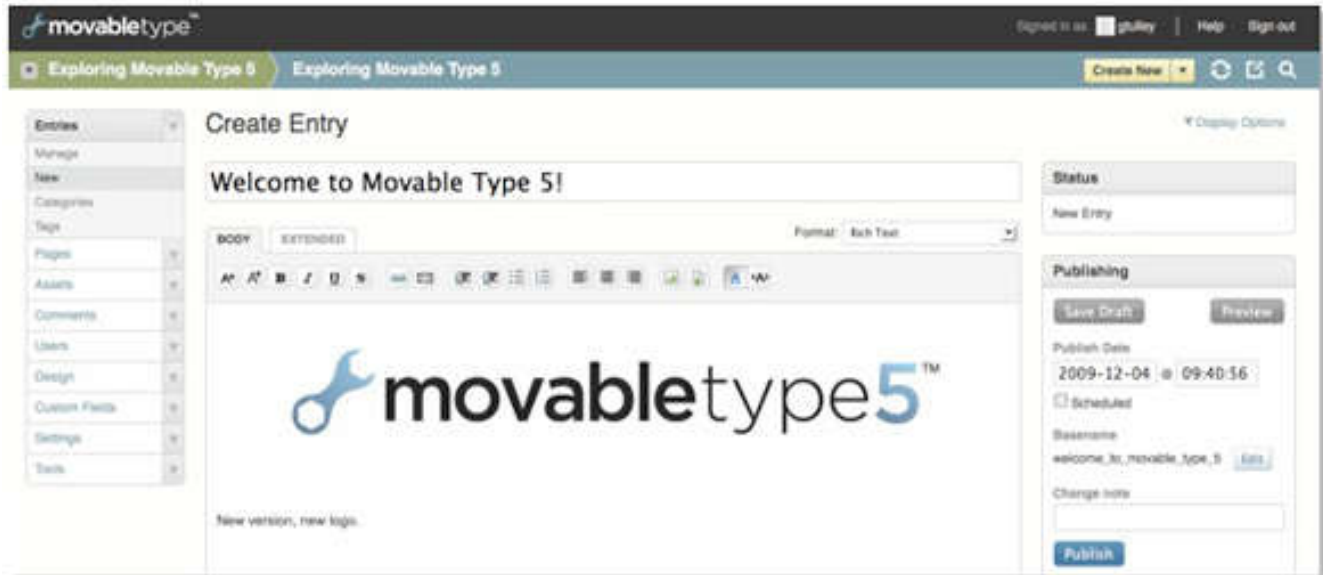 movabletype™
Signed in as gtulley | Help Sign out
Exploring Movable Type 5 Exploring Movable Type 5
Create New
Entries
Manage
New
Categories
Tags
Pages
Assets
Comments
Users
Design
Custom Fields
Settings
Tools
Create Entry
Display Options
Welcome to Movable Type 5!
BODY EXTENDED
Format: Rich Text
movabletype5™
New version, new logo.
Status
New Entry
Publishing
Save Draft Preview
Publish Date
2009-12-04 @ 09:40:56
Scheduled
Basename
welcome_to_movable_type_5 Edit
Change note
Publish